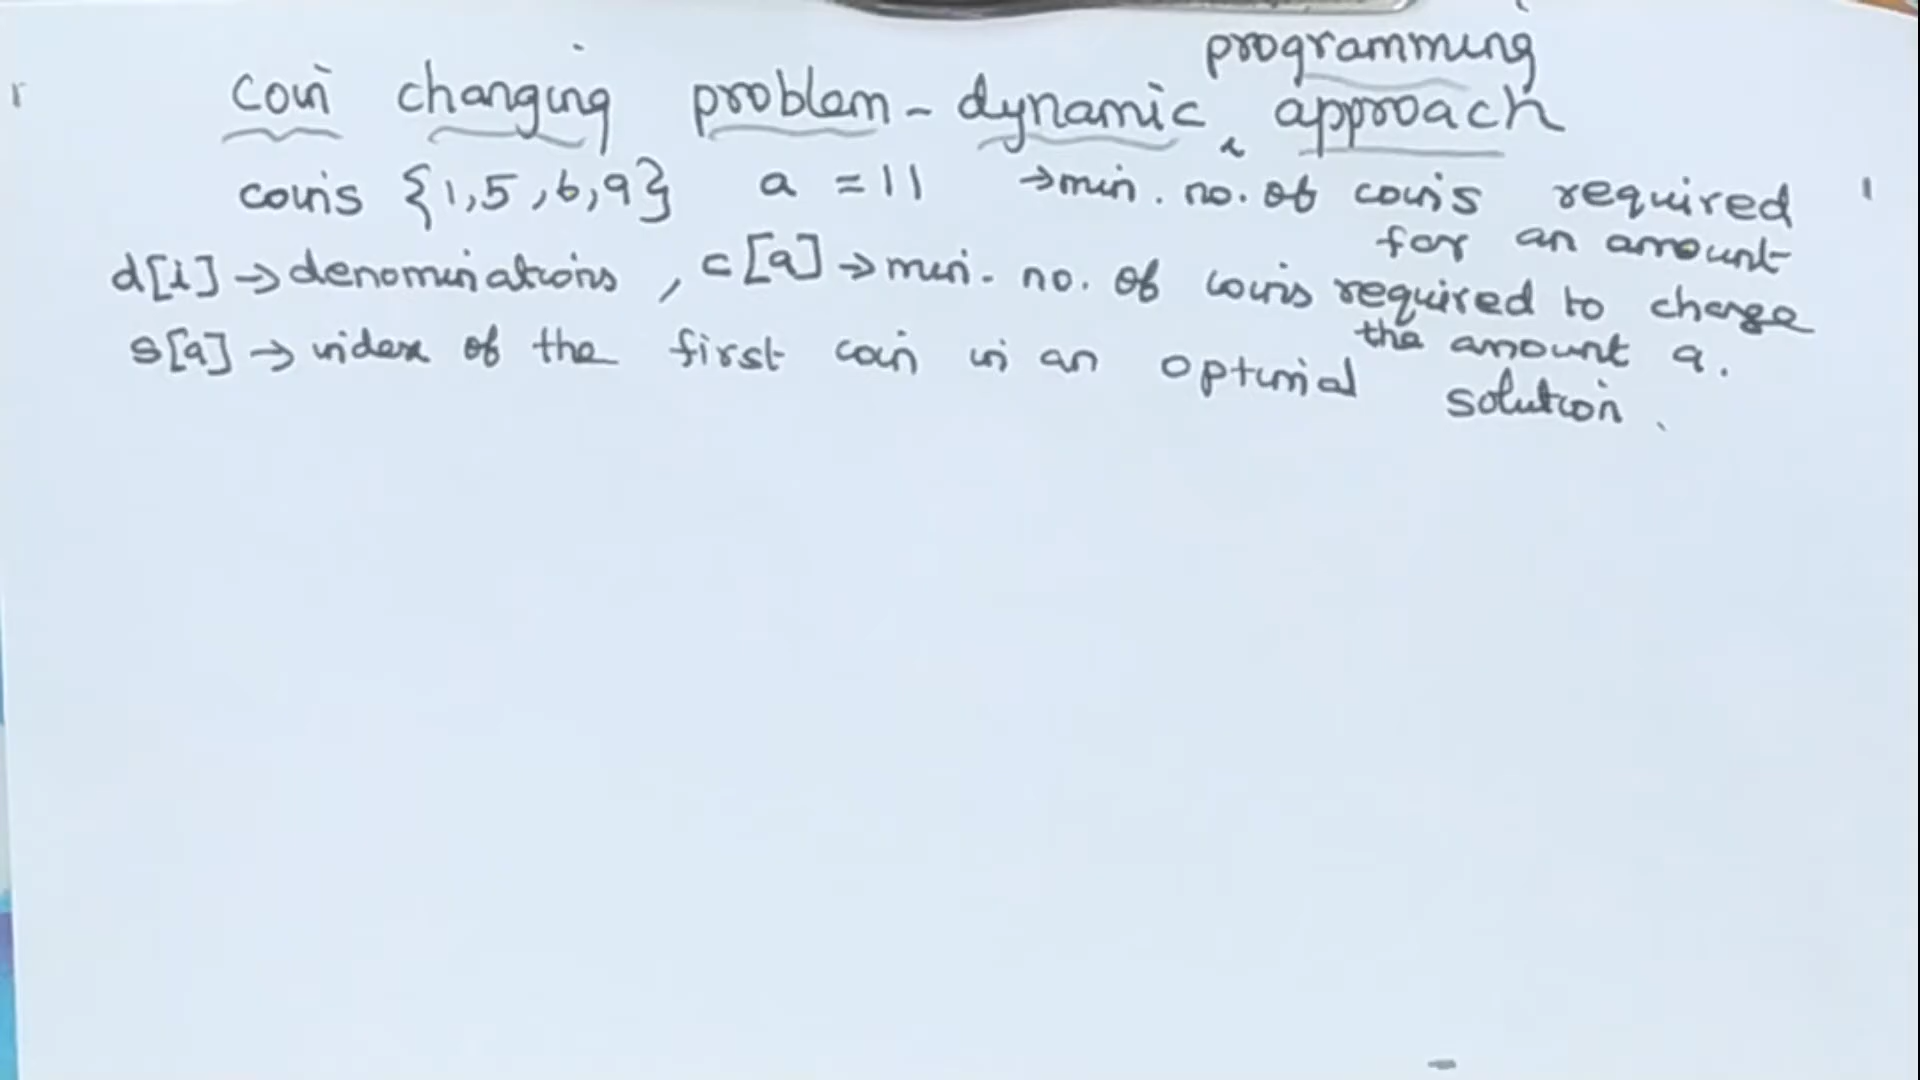 coin changing problem - dynamic programming approach
coins {1,5,6,9} a = 11 → min. no. of coins required for an amount
d[i] → denominations, c[a] → min. no. of coins required to change the amount a.
s[a] → index of the first coin in an optimal solution.